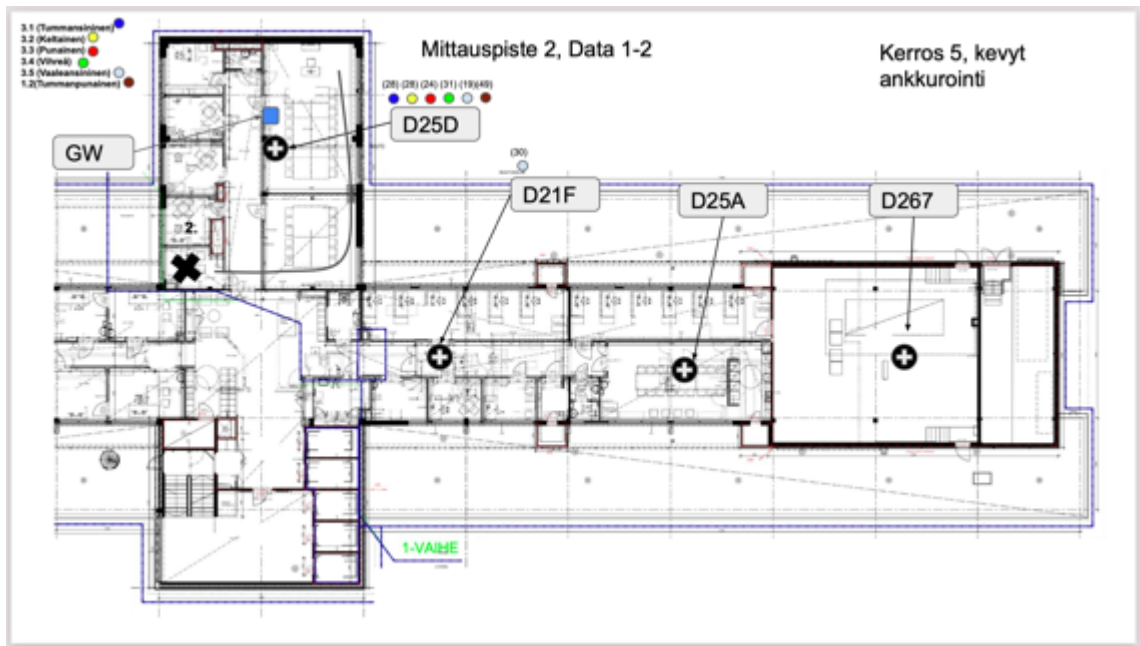 3.1 (Tummansininen)
3.2 (Keltainen)
3.3 (Punainen)
3.4 (Vihreä)
3.5 (Vaaleansininen)
1.2(Tummanpunainen)
Mittauspiste 2, Data 1-2
Kerros 5, kevyt
ankkurointi
(28) (28) (24) (31) (19)(49)
D25D
GW
(30)
D21F
D25A
D267
2.
1-VAIHE